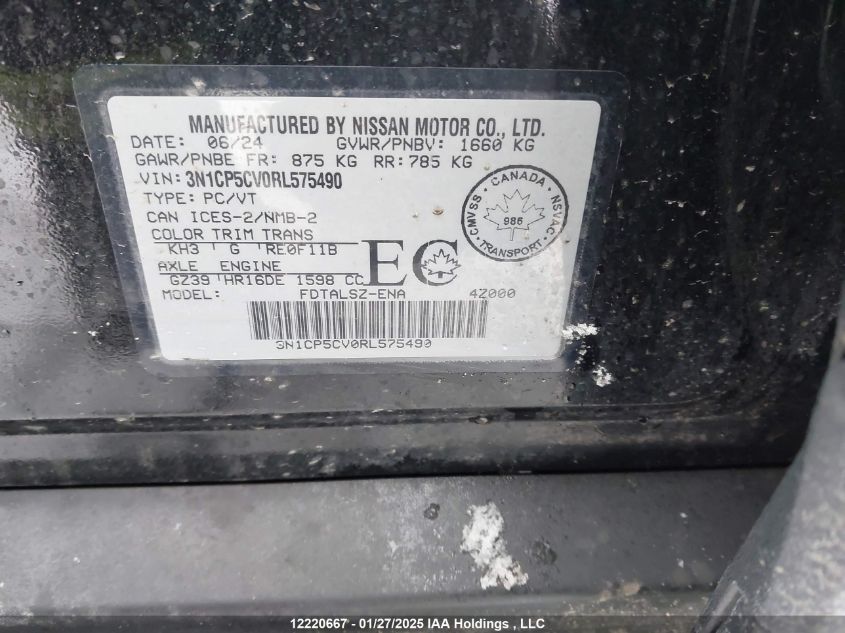 MANUFACTURED BY NISSAN MOTOR CO., LTD.
DATE: 06/24 GVWR/PNBV: 1660 KG
GAWR/PNBE FR: 875 KG RR: 785 KG
VIN: 3N1CP5CV0RL575490
TYPE: PC/VT
CAN ICES-2/NMB-2
COLOR TRIM TRANS
KH3 G RE0F11B
AXLE ENGINE
GZ39 HR16DE 1598 CC
MODEL: FDTALSZ-ENA 4Z000
3N1CP5CV0RL575490
EC
CMVSS · CANADA · NSVAC
986
TRANSPORT
12220667 - 01/27/2025 IAA Holdings, LLC